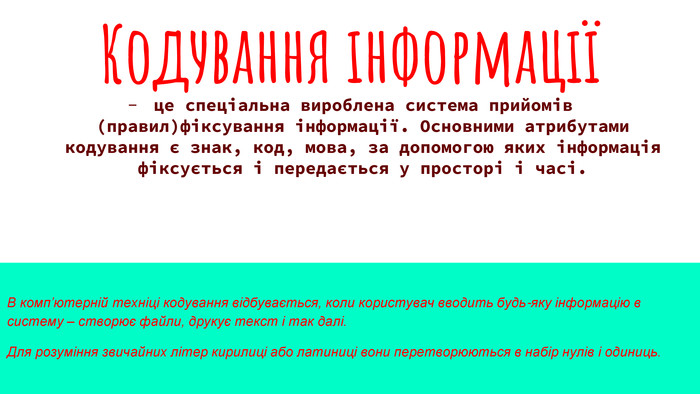 Кодування інформації
– це спеціальна вироблена система прийомів
(правил)фіксування інформації. Основними атрибутами
кодування є знак, код, мова, за допомогою яких інформація
фіксується і передається у просторі і часі.
В комп’ютерній техніці кодування відбувається, коли користувач вводить будь-яку інформацію в
систему – створює файли, друкує текст і так далі.
Для розуміння звичайних літер кирилиці або латиниці вони перетворюються в набір нулів і одиниць.